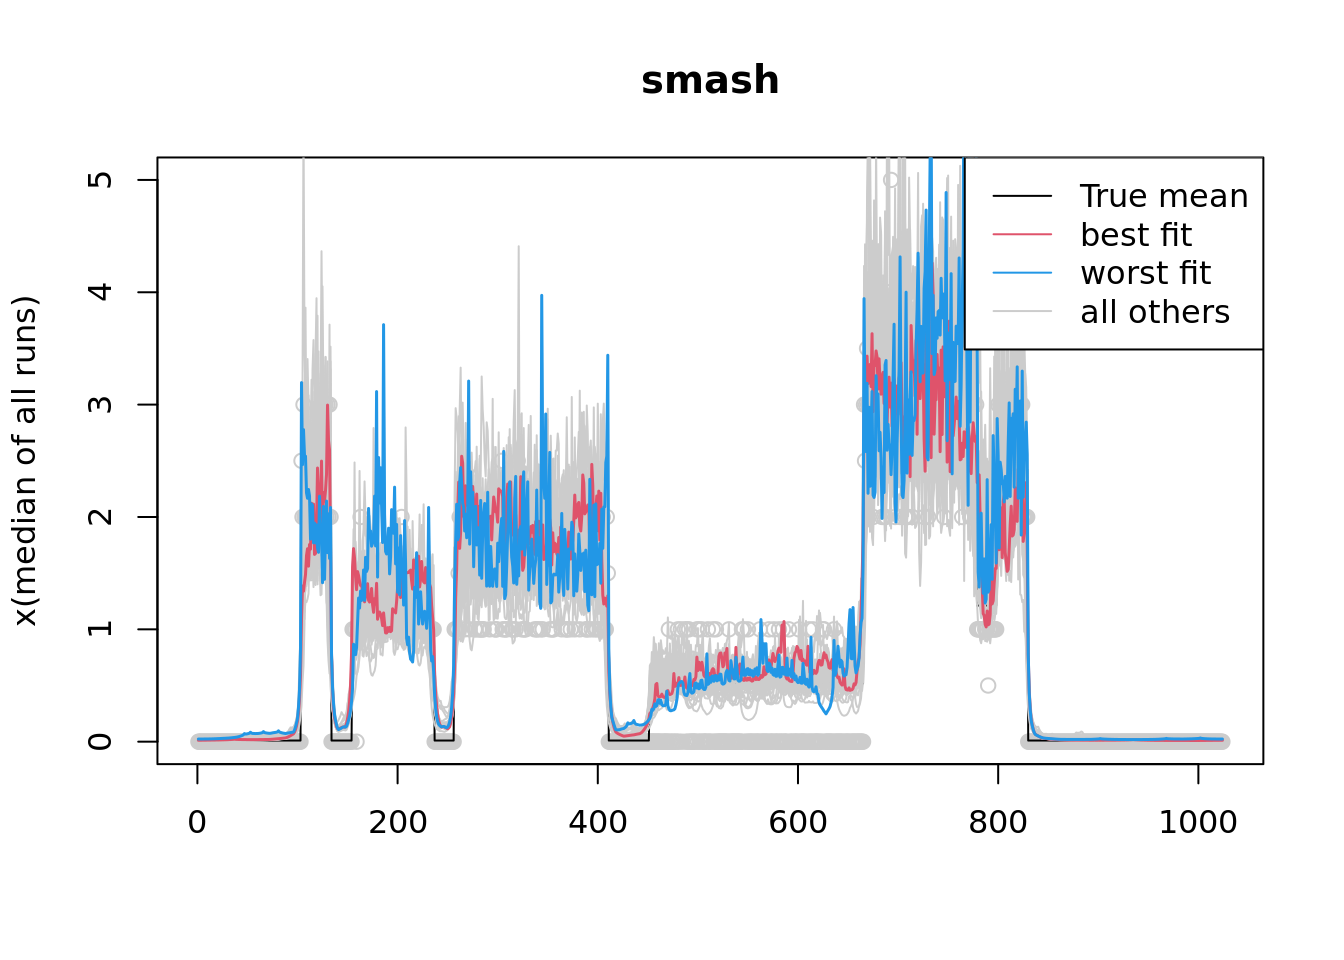 smash
x(median of all runs)
5
4
3
2
1
0
True mean
best fit
worst fit
all others
0 200 400 600 800 1000